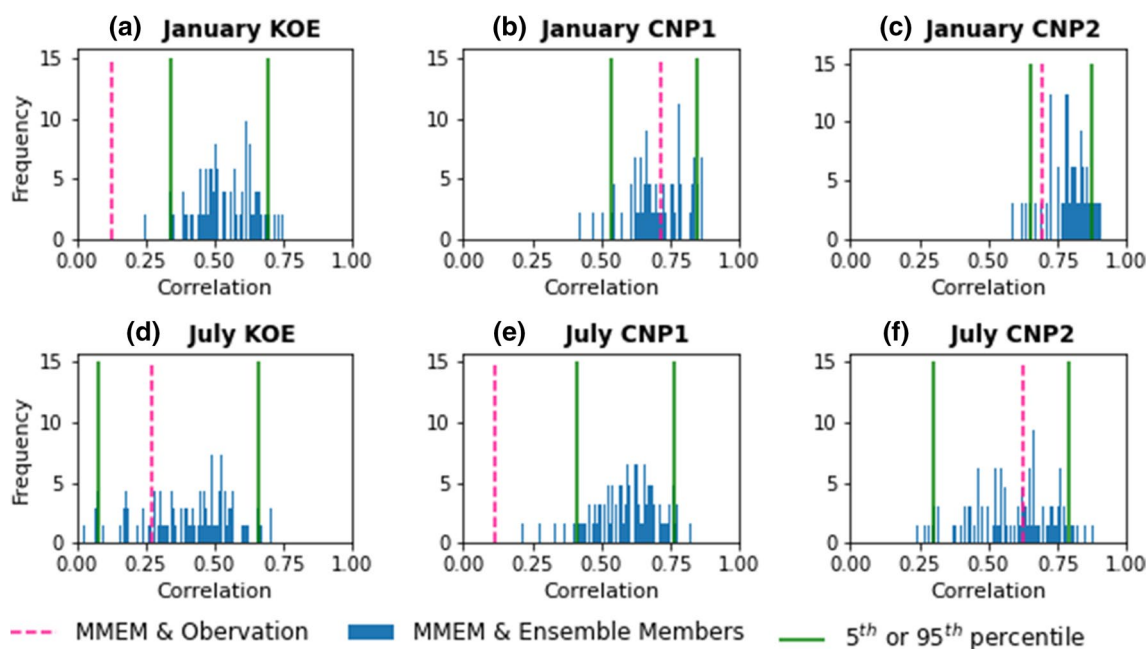 (a) January KOE
(b) January CNP1
(c) January CNP2
15
10
5
0
Frequency
0.00 0.25 0.50 0.75 1.00
Correlation
15
10
5
0
0.00 0.25 0.50 0.75 1.00
Correlation
15
10
5
0
0.00 0.25 0.50 0.75 1.00
Correlation
(d) July KOE
(e) July CNP1
(f) July CNP2
15
10
5
0
Frequency
0.00 0.25 0.50 0.75 1.00
Correlation
15
10
5
0
0.00 0.25 0.50 0.75 1.00
Correlation
15
10
5
0
0.00 0.25 0.50 0.75 1.00
Correlation
MMEM & Obervation
MMEM & Ensemble Members
5th or 95th percentile